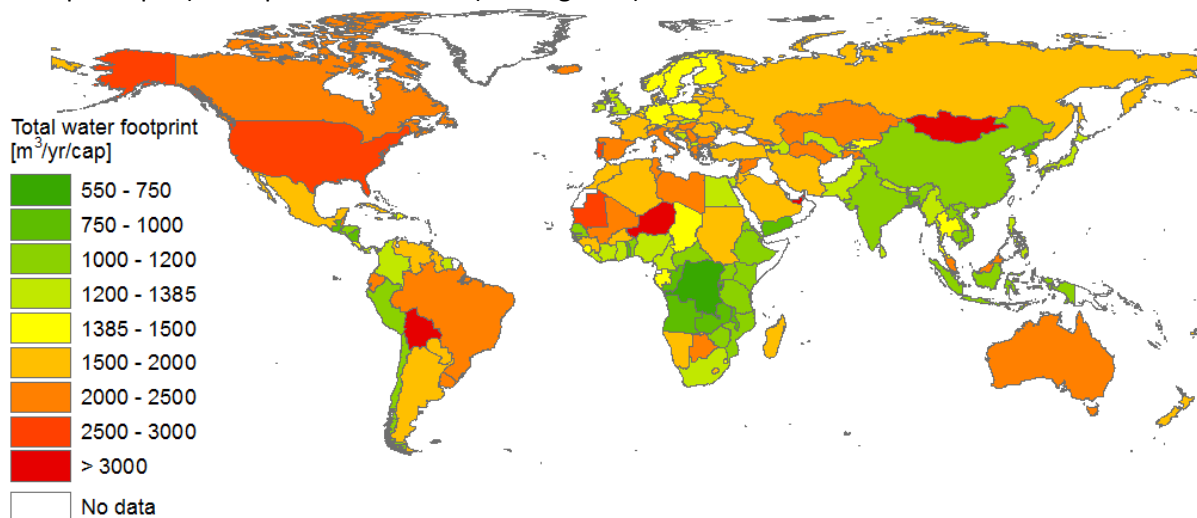 Total water footprint
[m³/yr/cap]
550 - 750
750 - 1000
1000 - 1200
1200 - 1385
1385 - 1500
1500 - 2000
2000 - 2500
2500 - 3000
> 3000
No data